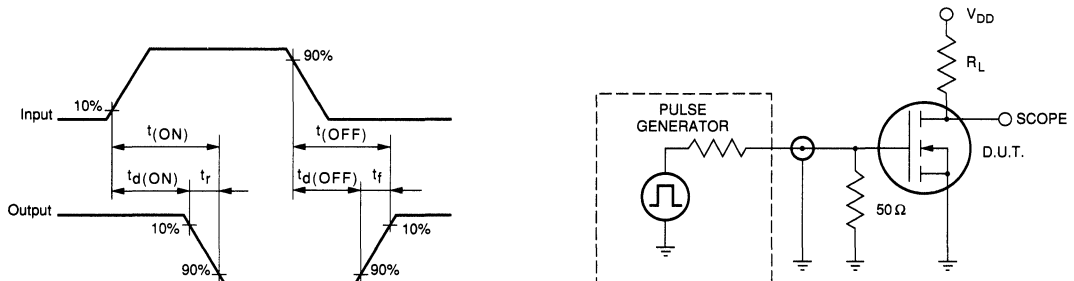 90%
10%
Input
t(ON)
t(OFF)
td(ON)
tr
td(OFF)
tf
Output
10%
10%
90%
90%
VDD
RL
PULSE
GENERATOR
SCOPE
D.U.T.
50Ω